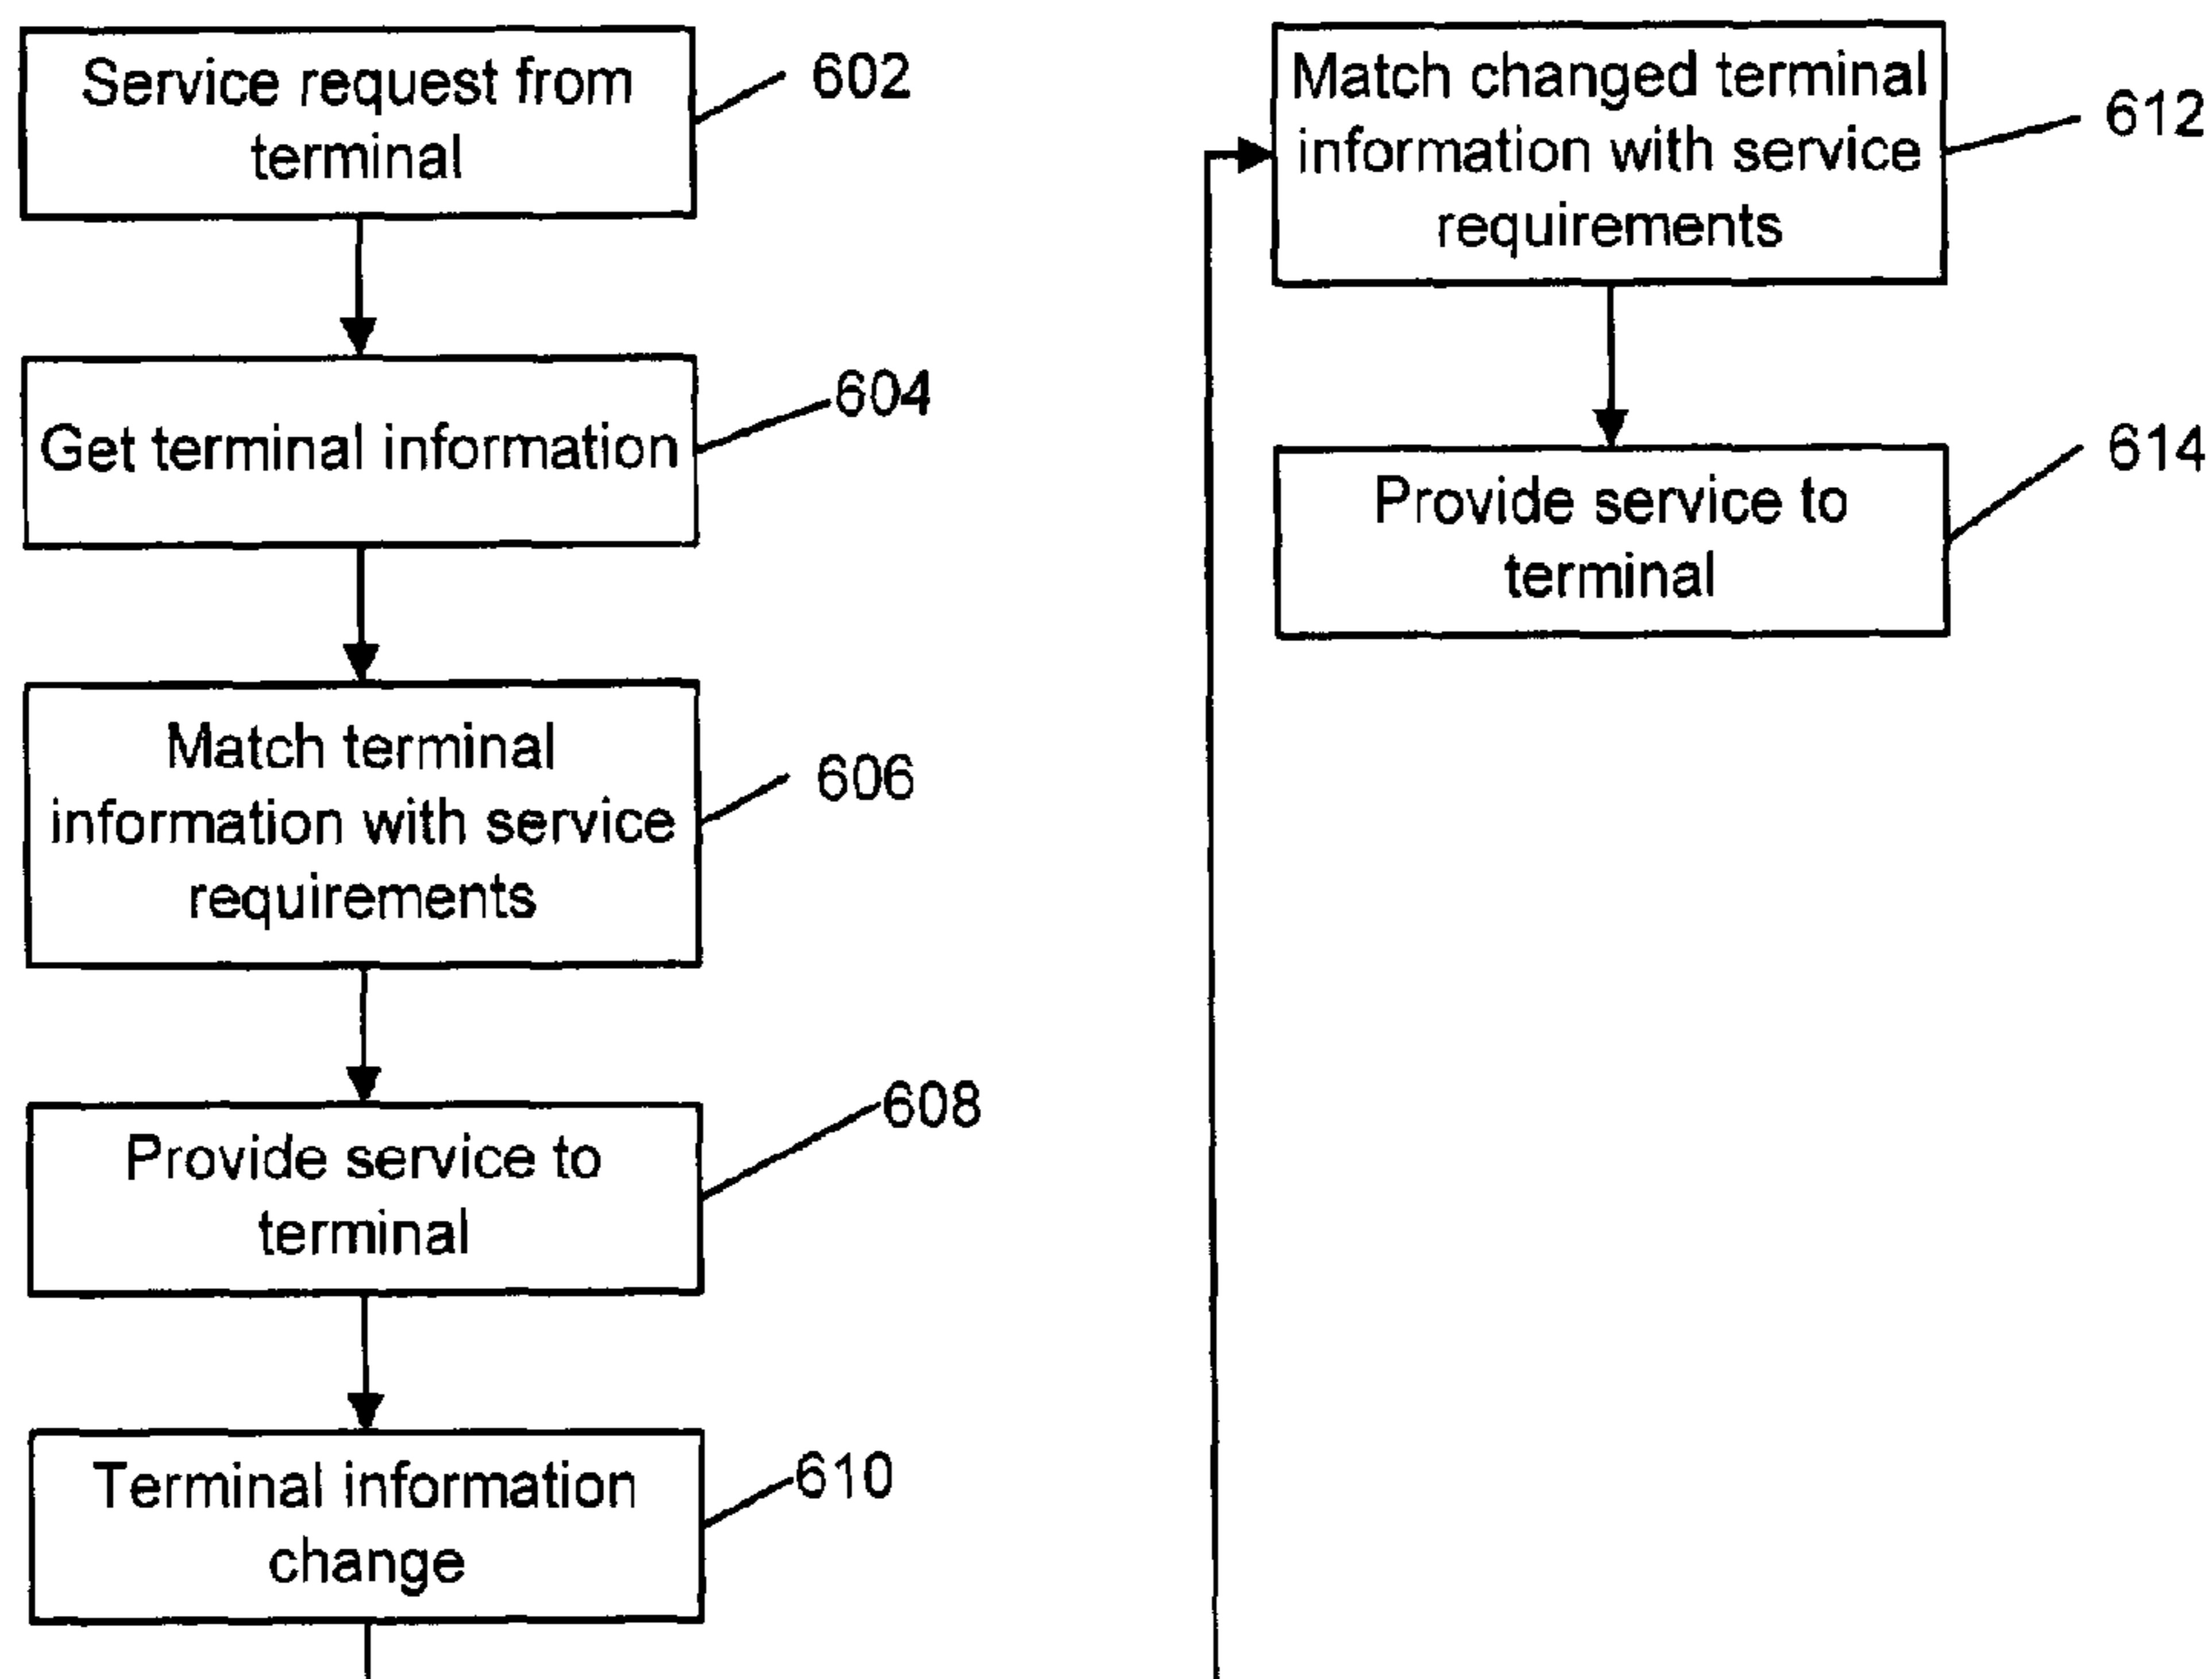 Service request from
terminal
602
Get terminal information
604
Match terminal
information with service
requirements
606
Provide service to
terminal
608
Terminal information
change
610
Match changed terminal
information with service
requirements
612
Provide service to
terminal
614